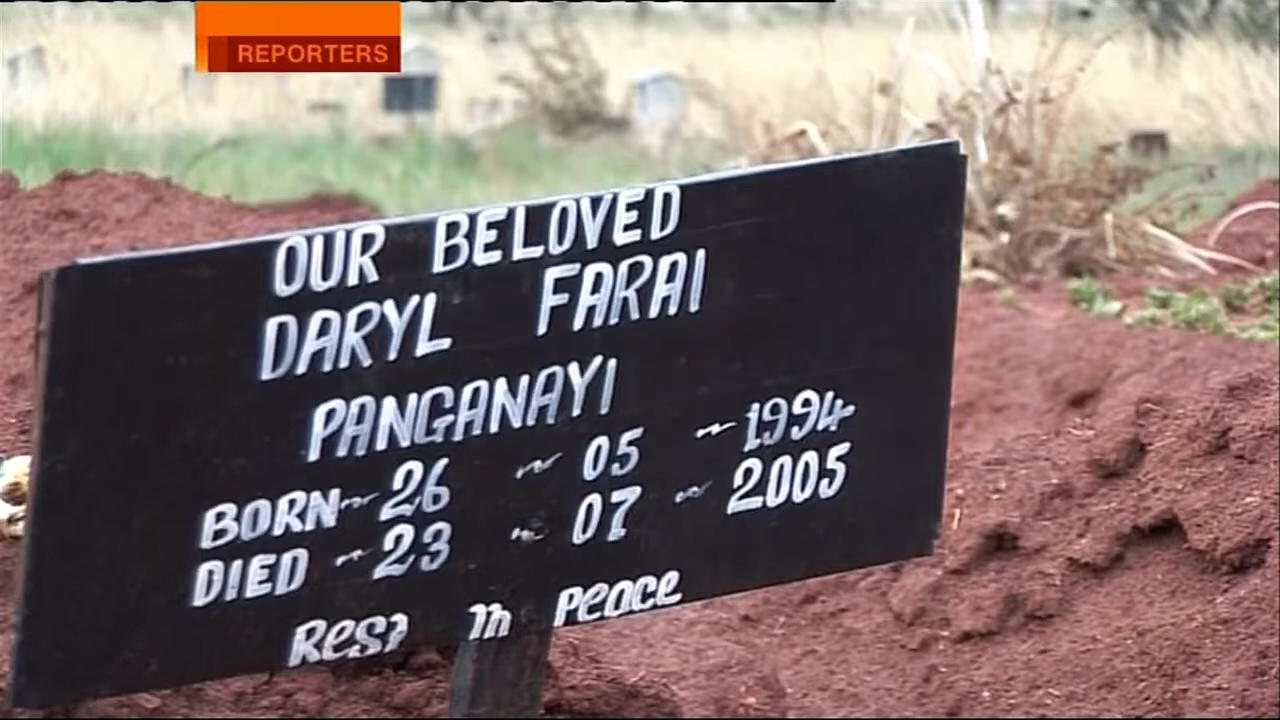 REPORTERS
OUR BELOVED
DARYL FARAI
PANGANAYI
BORN ~ 26 ~ 05 ~ 1994
DIED ~ 23 ~ 07 ~ 2005
Rest In Peace